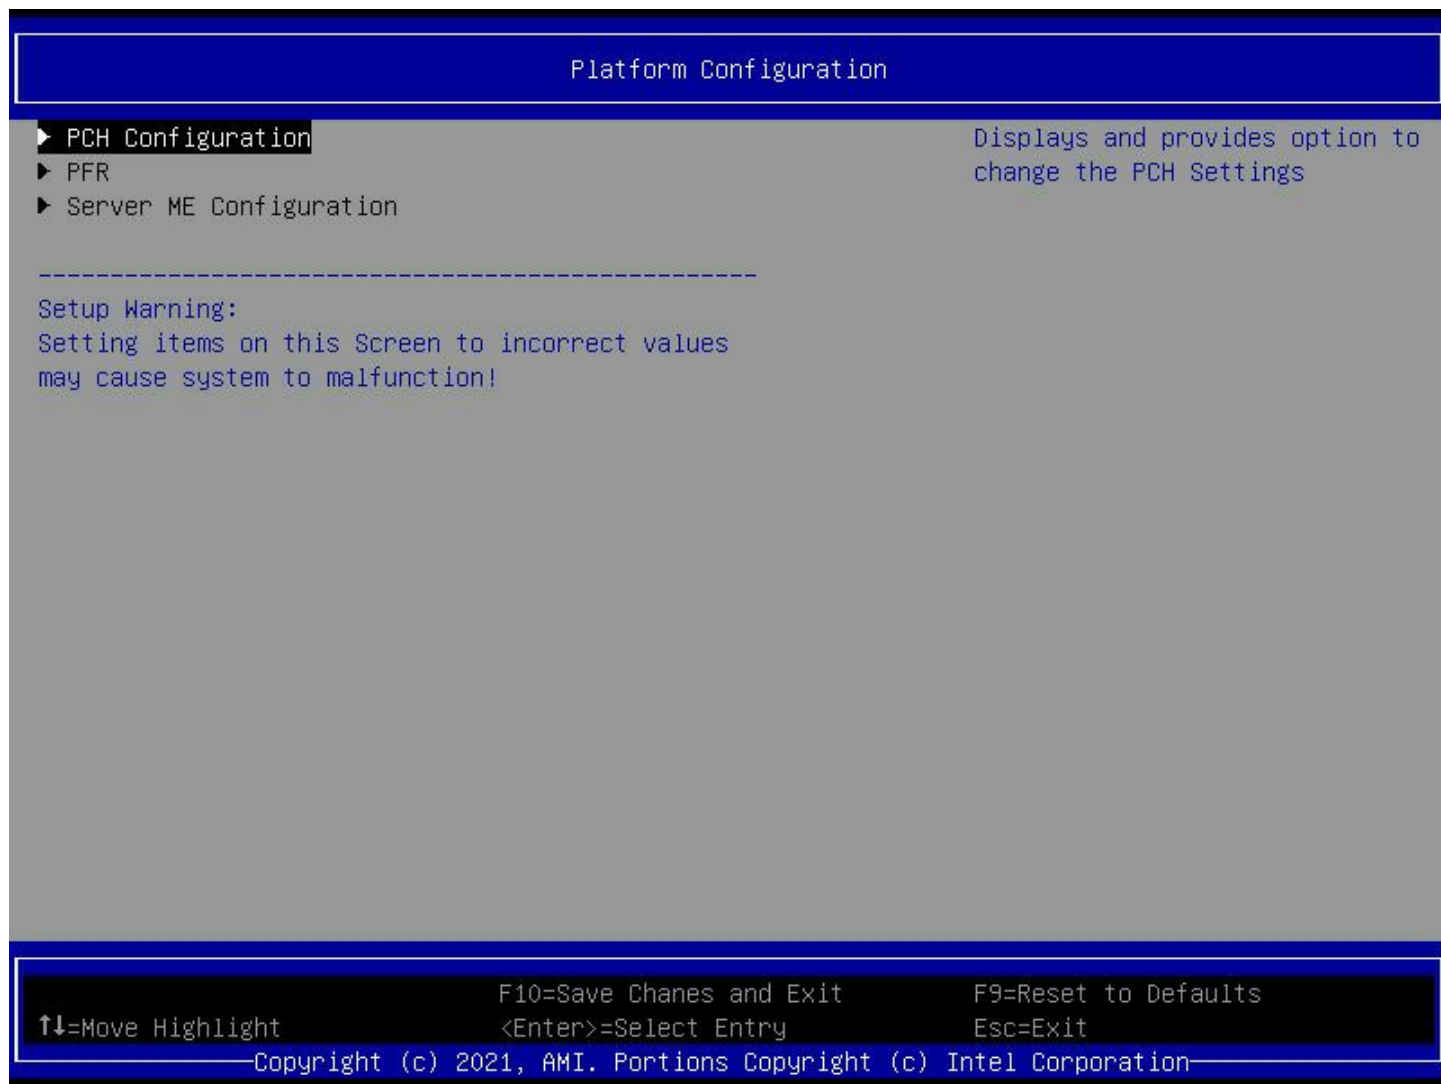 Platform Configuration
▶ PCH Configuration
▶ PFR
▶ Server ME Configuration
Displays and provides option to
change the PCH Settings
--------------------------------------------------
Setup Warning:
Setting items on this Screen to incorrect values
may cause system to malfunction!
F10=Save Chanes and Exit F9=Reset to Defaults
↑↓=Move Highlight <Enter>=Select Entry Esc=Exit
Copyright (c) 2021, AMI. Portions Copyright (c) Intel Corporation